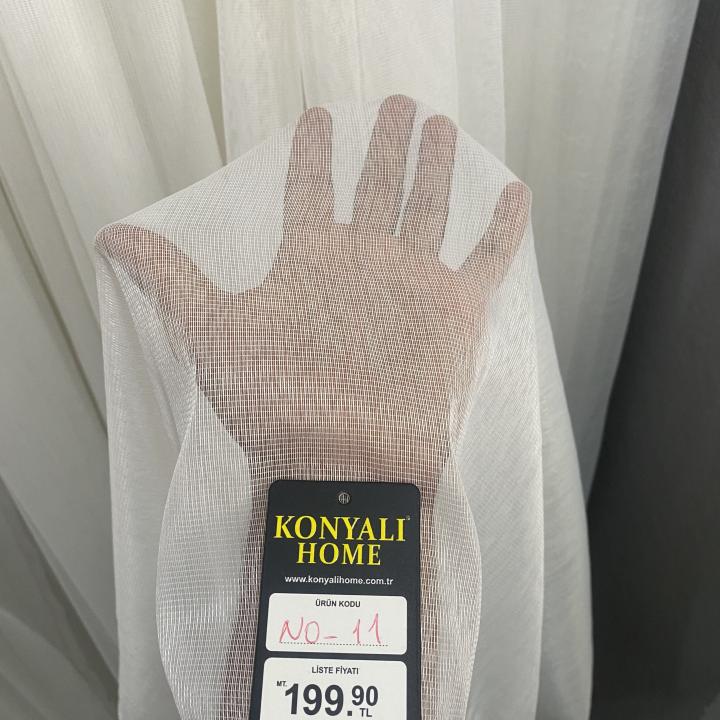 KONYALI
HOME
www.konyalihome.com.tr
ÜRÜN KODU
NO-11
LİSTE FİYATI
MT. 199.90 TL